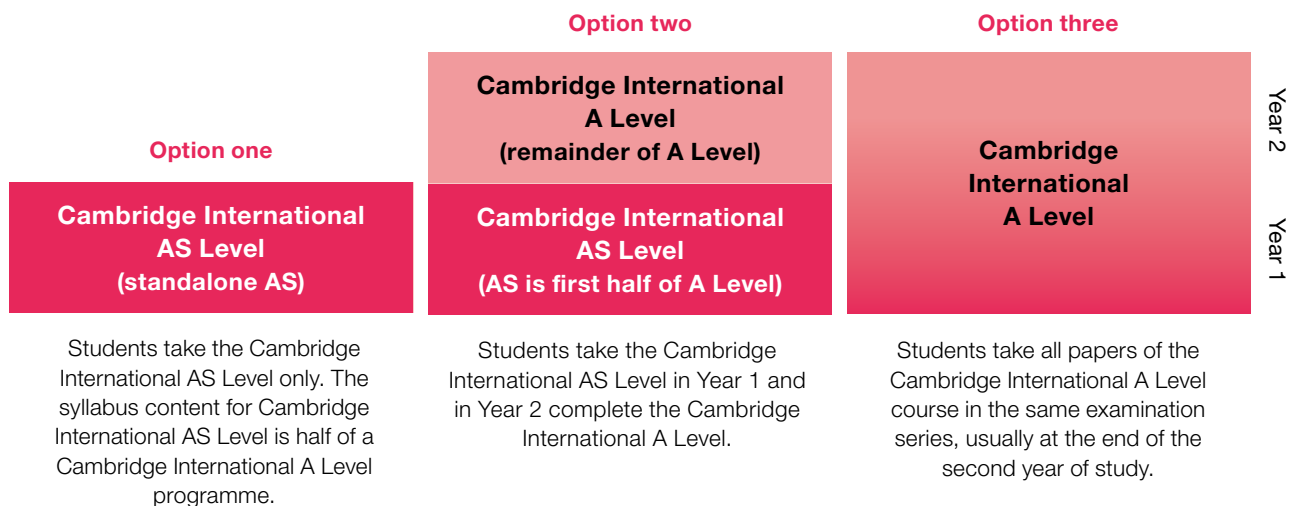 Option one
Cambridge International
AS Level
(standalone AS)
Students take the Cambridge
International AS Level only. The
syllabus content for Cambridge
International AS Level is half of a
Cambridge International A Level
programme.
Option two
Cambridge International
A Level
(remainder of A Level)
Cambridge International
AS Level
(AS is first half of A Level)
Students take the Cambridge
International AS Level in Year 1 and
in Year 2 complete the Cambridge
International A Level.
Option three
Cambridge
International
A Level
Students take all papers of the
Cambridge International A Level
course in the same examination
series, usually at the end of the
second year of study.
Year 2
Year 1